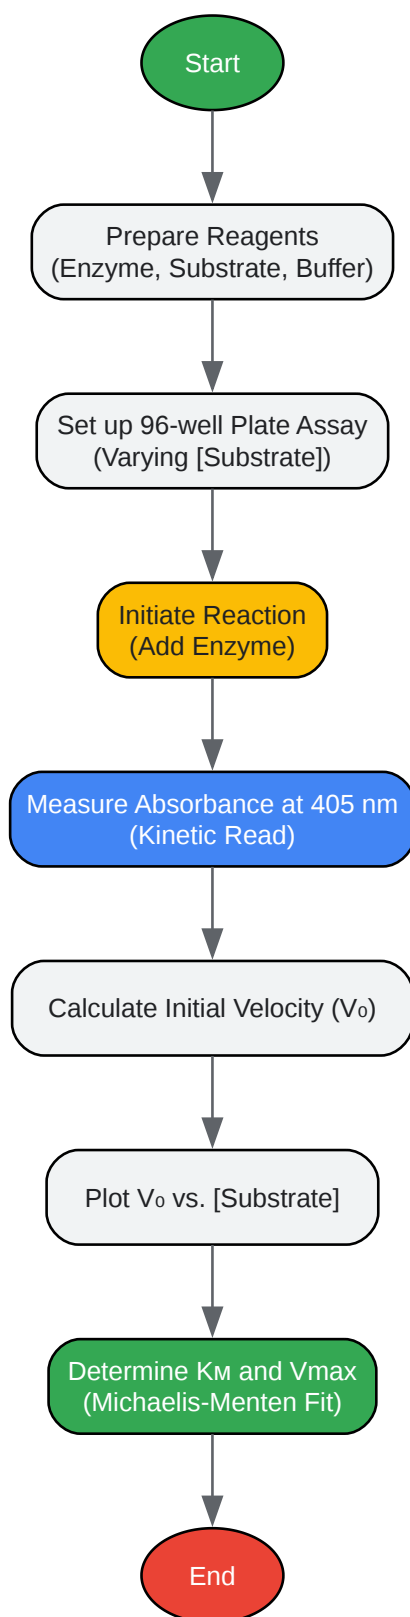 Start
Prepare Reagents
(Enzyme, Substrate, Buffer)
Set up 96-well Plate Assay
(Varying [Substrate])
Initiate Reaction
(Add Enzyme)
Measure Absorbance at 405 nm
(Kinetic Read)
Calculate Initial Velocity (V₀)
Plot V₀ vs. [Substrate]
Determine Kᴍ and Vmax
(Michaelis-Menten Fit)
End